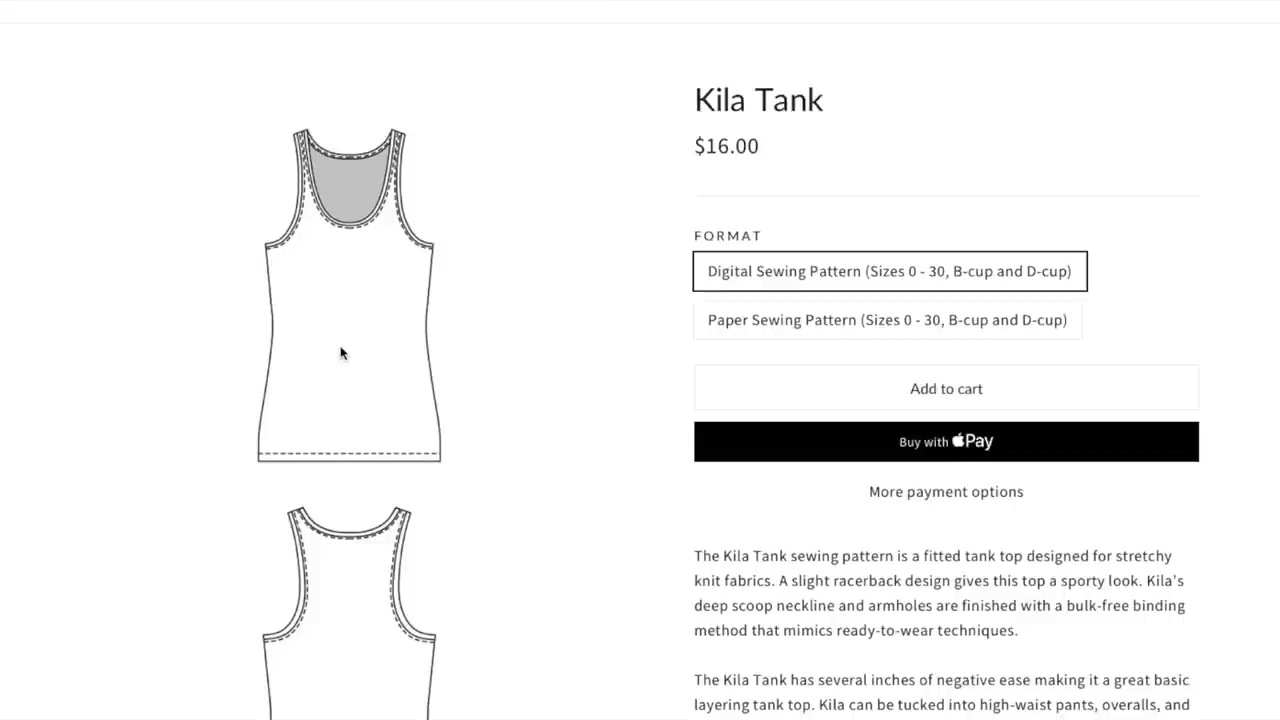 Kila Tank
$16.00
FORMAT
Digital Sewing Pattern (Sizes 0 - 30, B-cup and D-cup)
Paper Sewing Pattern (Sizes 0 - 30, B-cup and D-cup)
Add to cart
Buy with Pay
More payment options
The Kila Tank sewing pattern is a fitted tank top designed for stretchy
knit fabrics. A slight racerback design gives this top a sporty look. Kila's
deep scoop neckline and armholes are finished with a bulk-free binding
method that mimics ready-to-wear techniques.
The Kila Tank has several inches of negative ease making it a great basic
layering tank top. Kila can be tucked into high-waist pants, overalls, and